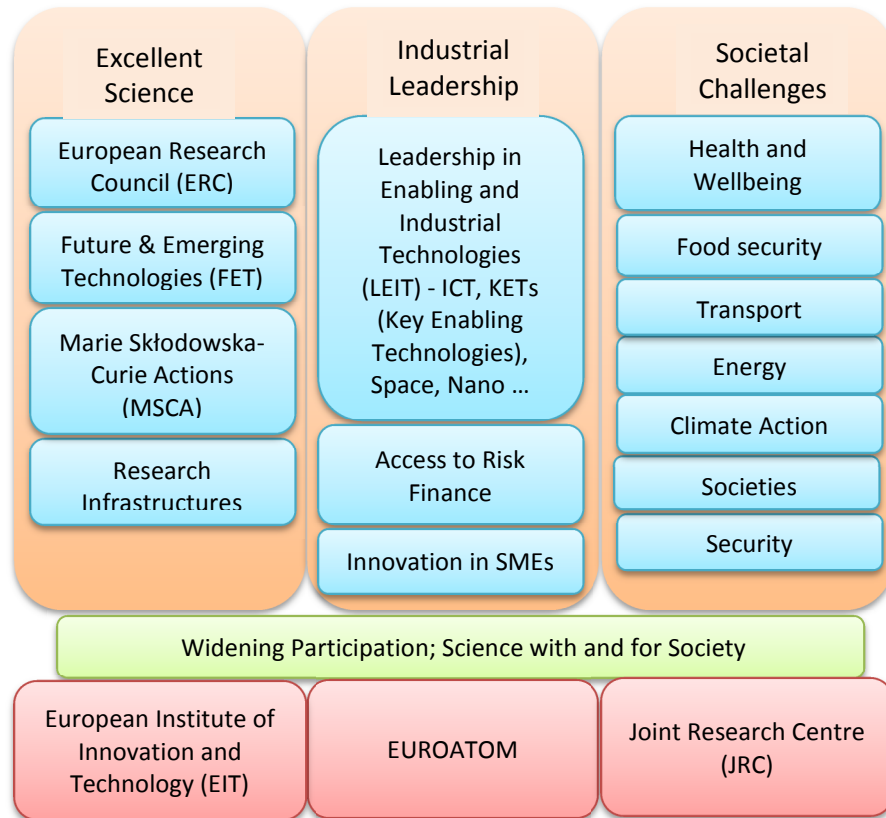 Excellent
Science
European Research
Council (ERC)
Future & Emerging
Technologies (FET)
Marie Skłodowska-
Curie Actions
(MSCA)
Research
Infrastructures
Industrial
Leadership
Leadership in
Enabling and
Industrial
Technologies
(LEIT) - ICT, KETs
(Key Enabling
Technologies),
Space, Nano ...
Access to Risk
Finance
Innovation in SMEs
Societal
Challenges
Health and
Wellbeing
Food security
Transport
Energy
Climate Action
Societies
Security
Widening Participation; Science with and for Society
European Institute of
Innovation and
Technology (EIT)
EUROATOM
Joint Research Centre
(JRC)